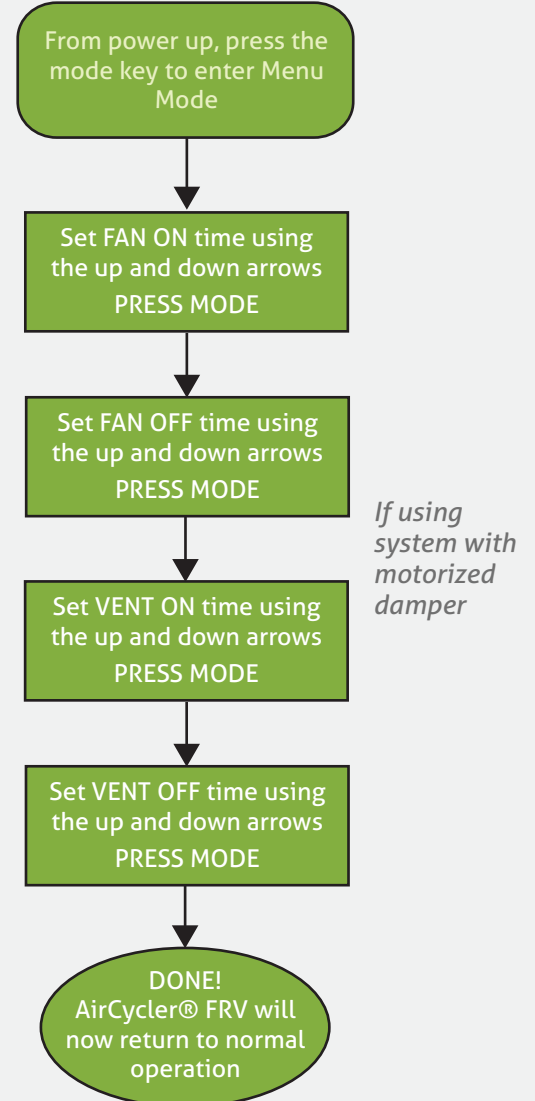 From power up, press the
mode key to enter Menu
Mode
Set FAN ON time using
the up and down arrows
PRESS MODE
Set FAN OFF time using
the up and down arrows
PRESS MODE
If using
system with
motorized
damper
Set VENT ON time using
the up and down arrows
PRESS MODE
Set VENT OFF time using
the up and down arrows
PRESS MODE
DONE!
AirCycler® FRV will
now return to normal
operation